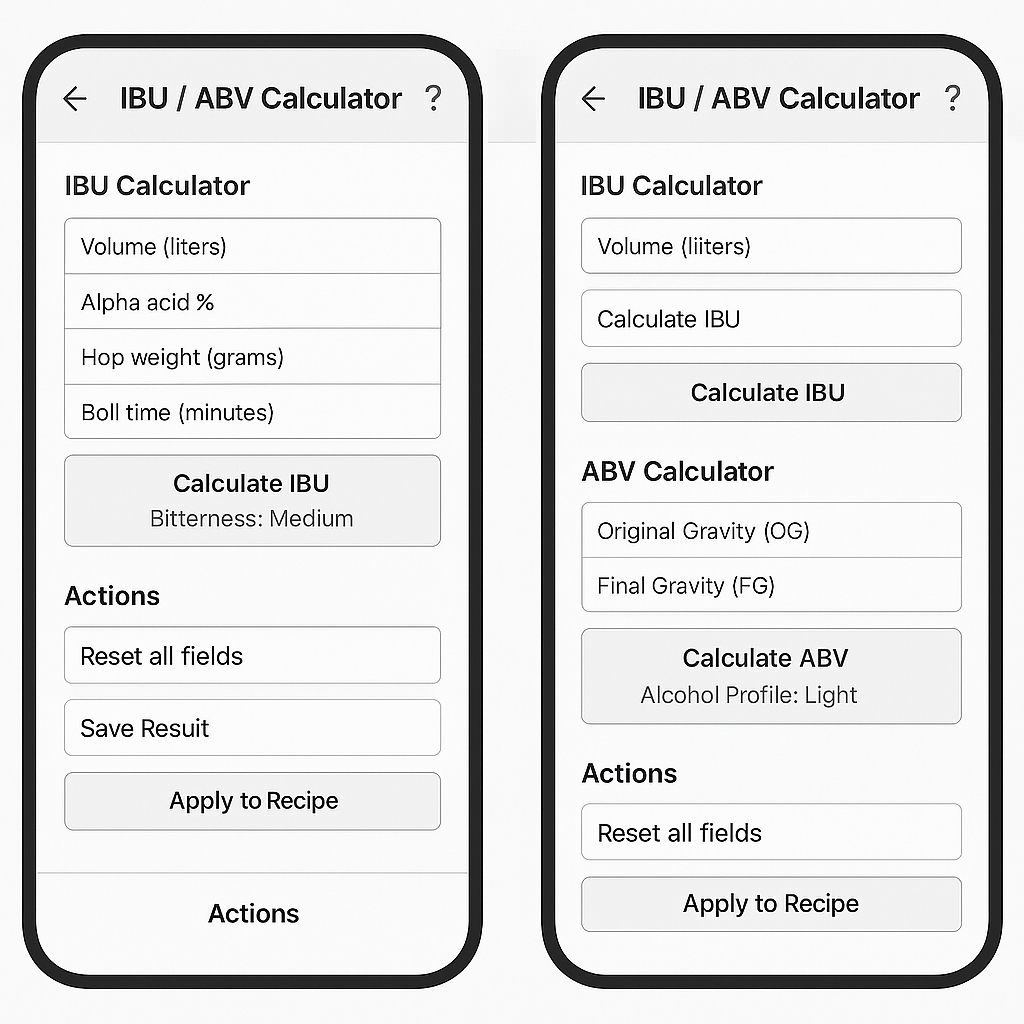 ← IBU / ABV Calculator ?
IBU Calculator
Volume (liters)
Alpha acid %
Hop weight (grams)
Boll time (minutes)
Calculate IBU
Bitterness: Medium
Actions
Reset all fields
Save Resuit
Apply to Recipe
Actions
← IBU / ABV Calculator ?
IBU Calculator
Volume (liiters)
Calculate IBU
Calculate IBU
ABV Calculator
Original Gravity (OG)
Final Gravity (FG)
Calculate ABV
Alcohol Profile: Light
Actions
Reset all fields
Apply to Recipe